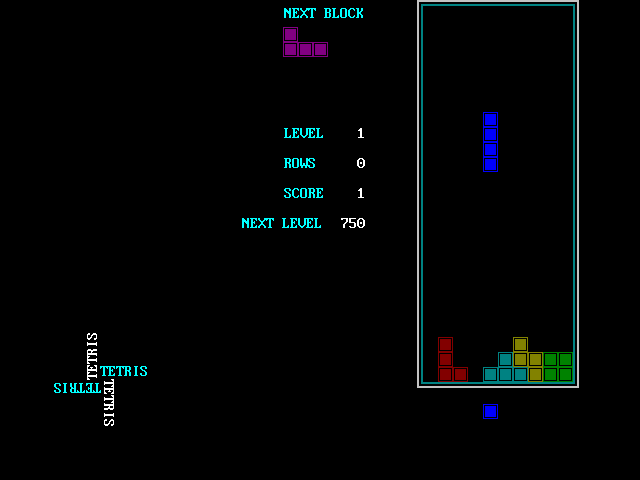 NEXT BLOCK
LEVEL 1
ROWS 0
SCORE 1
NEXT LEVEL 750
TETRIS
TETRIS
TETRIS
TETRIS